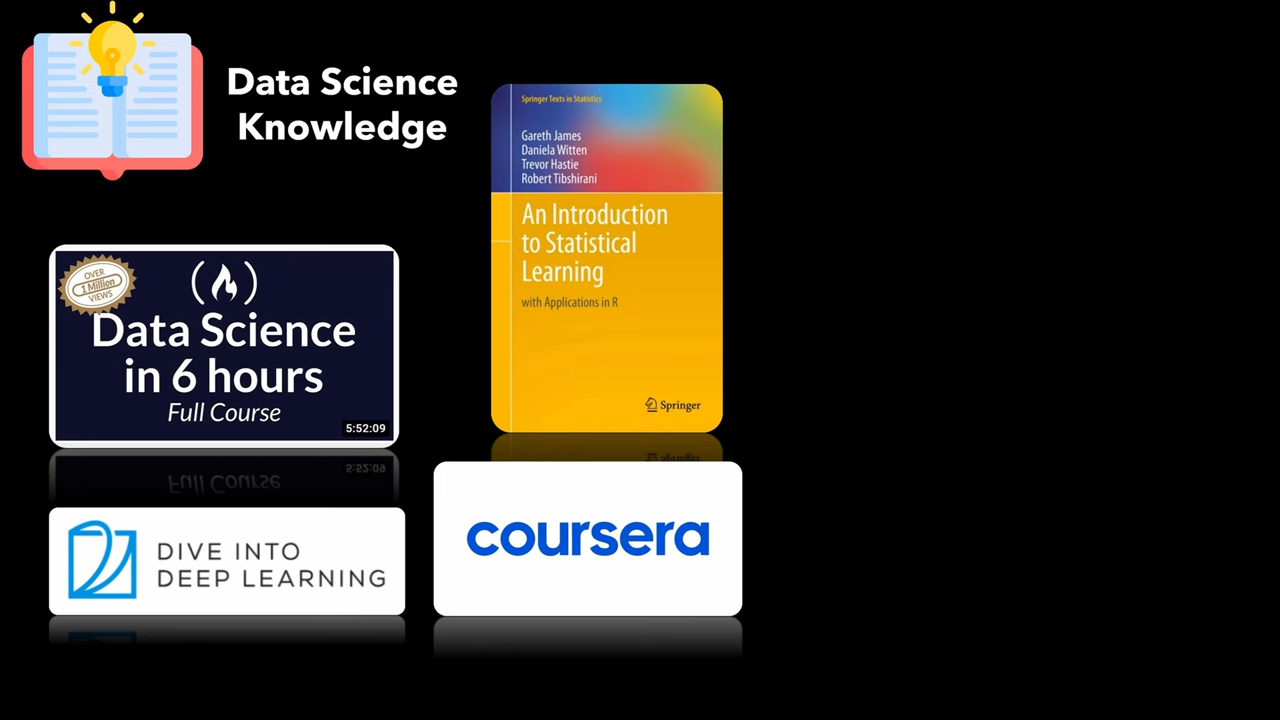 Data Science
Knowledge
Springer Texts in Statistics
Gareth James
Daniela Witten
Trevor Hastie
Robert Tibshirani
An Introduction
to Statistical
Learning
with Applications in R
Springer
OVER
1 Million
VIEWS
Data Science
in 6 hours
Full Course
5:52:09
DIVE INTO
DEEP LEARNING
coursera